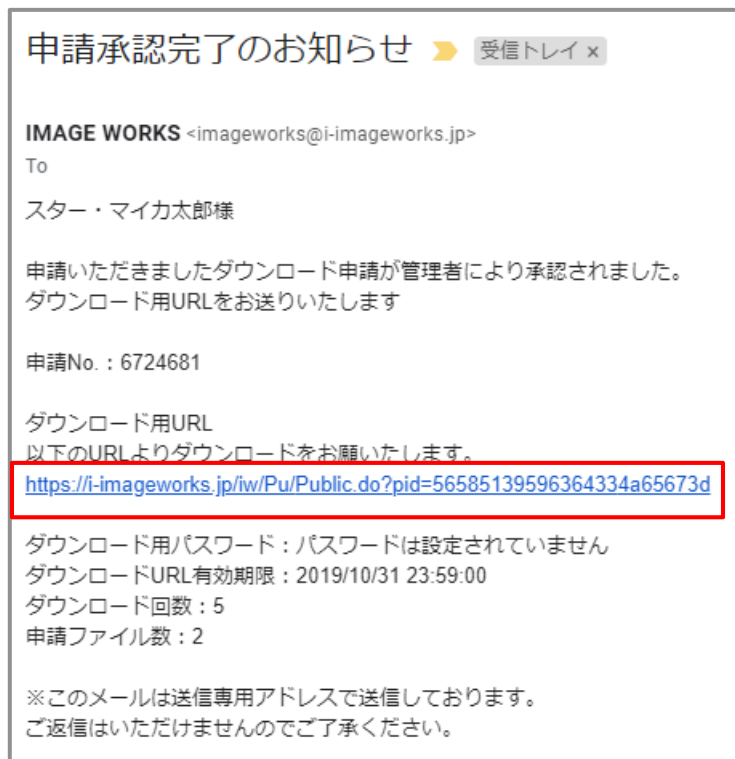 申請承認完了のお知らせ 受信トレイ ×
IMAGE WORKS <imageworks@i-imageworks.jp>
To
スター・マイカ太郎様
申請いただきましたダウンロード申請が管理者により承認されました。
ダウンロード用URLをお送りいたします
申請No.：6724681
ダウンロード用URL
以下のURLよりダウンロードをお願いたします。
https://i-imageworks.jp/iw/Pu/Public.do?pid=56585139596364334a65673d
ダウンロード用パスワード：パスワードは設定されていません
ダウンロードURL有効期限：2019/10/31 23:59:00
ダウンロード回数：5
申請ファイル数：2
※このメールは送信専用アドレスで送信しております。
ご返信はいただけませんのでご了承ください。